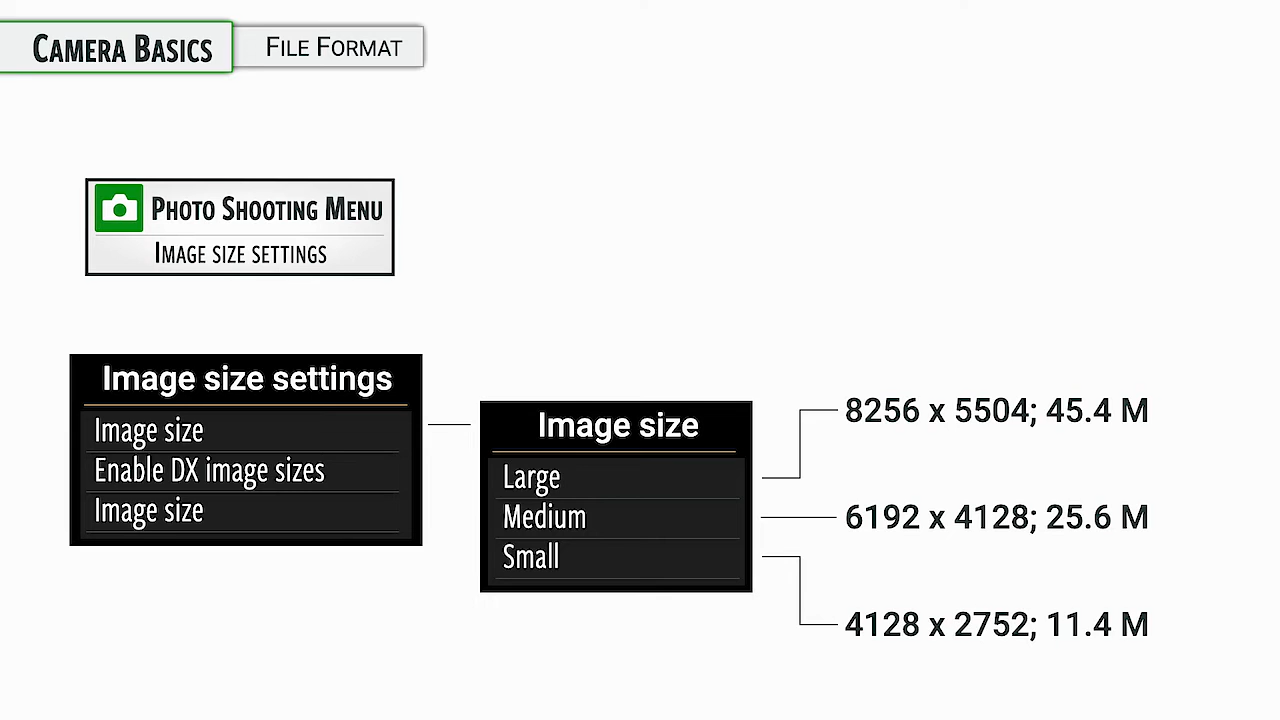 CAMERA BASICS
FILE FORMAT
PHOTO SHOOTING MENU
IMAGE SIZE SETTINGS
Image size settings
Image size
Enable DX image sizes
Image size
Image size
Large
Medium
Small
8256 x 5504; 45.4 M
6192 x 4128; 25.6 M
4128 x 2752; 11.4 M